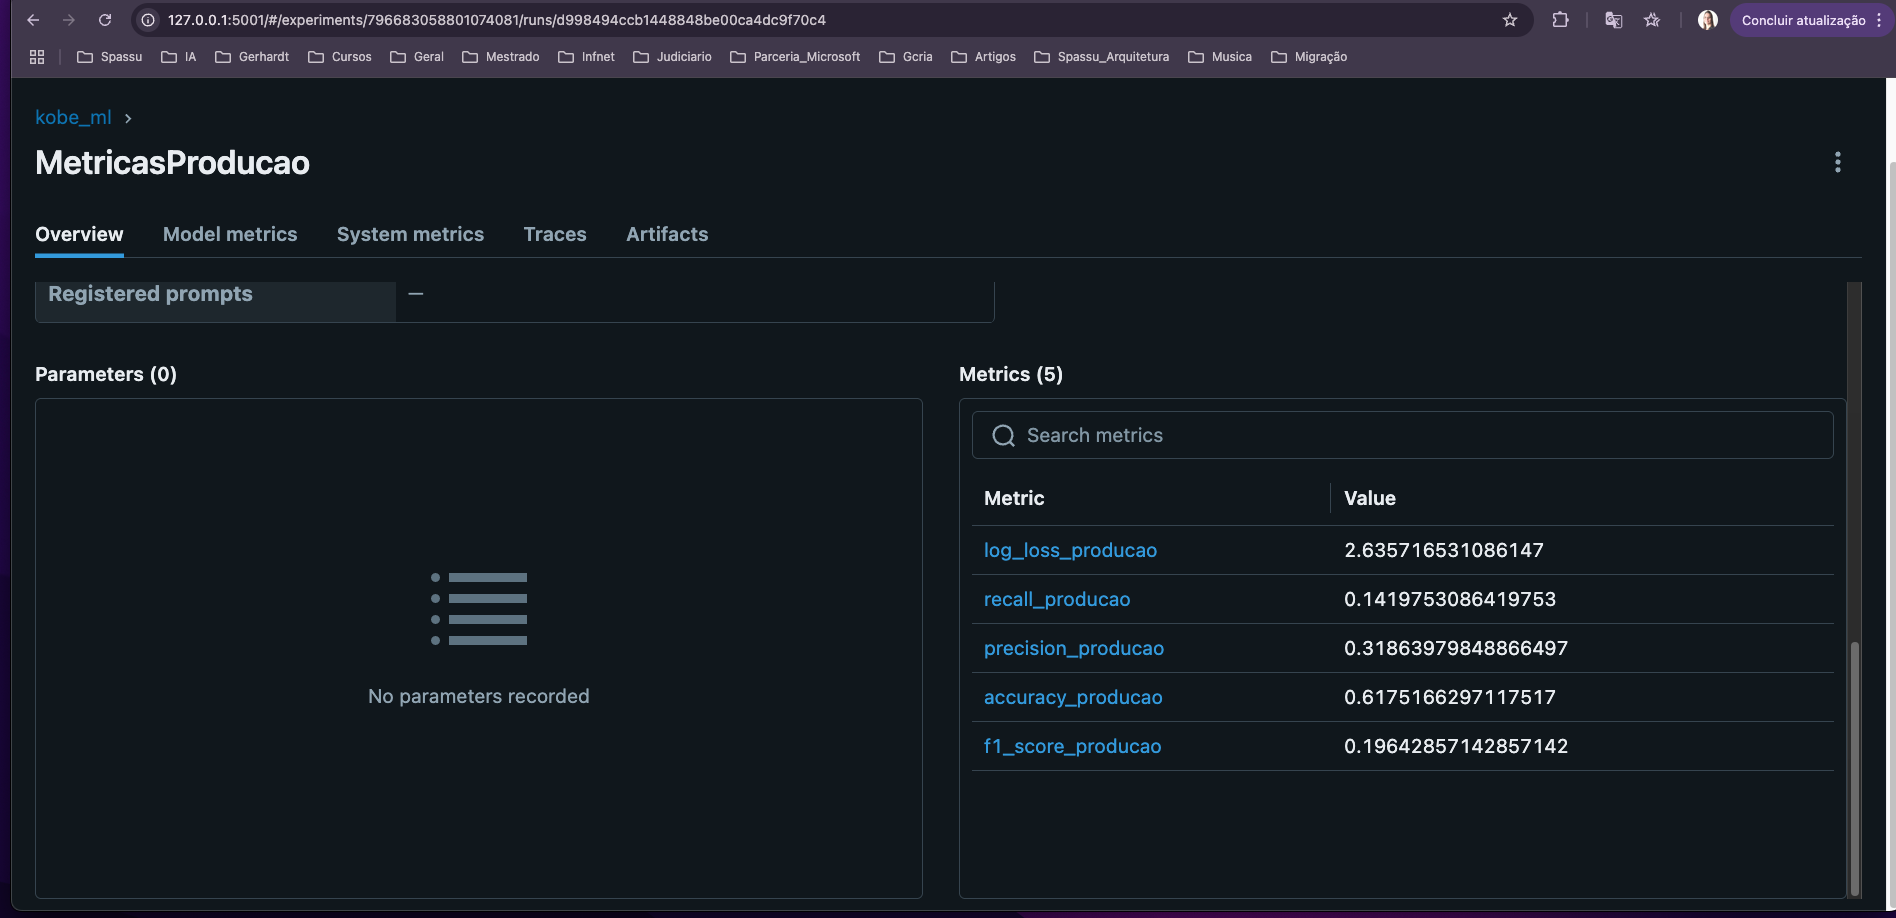 127.0.0.1:5001/#/experiments/796683058801074081/runs/d998494ccb1448848be00ca4dc9f70c4 Concluir atualização
Spassu IA Gerhardt Cursos Geral Mestrado Infnet Judiciario Parceria_Microsoft Gcria Artigos Spassu_Arquitetura Musica Migração
kobe_ml >
MetricasProducao
Overview Model metrics System metrics Traces Artifacts
Registered prompts —
Parameters (0)
No parameters recorded
Metrics (5)
Search metrics
Metric Value
log_loss_producao 2.635716531086147
recall_producao 0.1419753086419753
precision_producao 0.31863979848866497
accuracy_producao 0.6175166297117517
f1_score_producao 0.19642857142857142